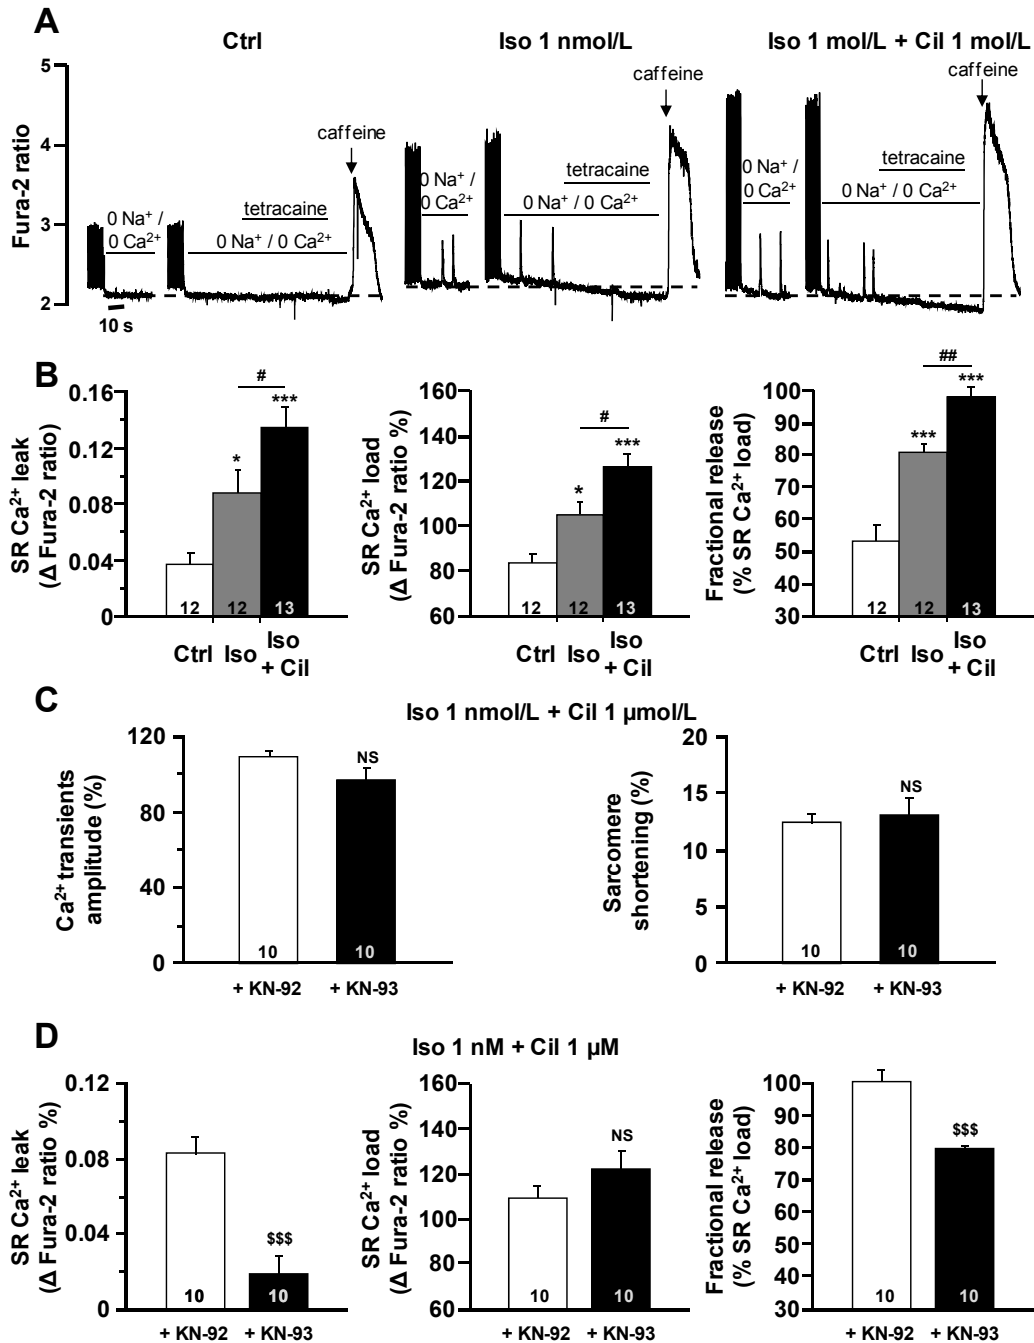 A
Ctrl
Iso 1 nmol/L
Iso 1 mol/L + Cil 1 mol/L
Fura-2 ratio
5
4
3
2
0 Na⁺ /
0 Ca²⁺
10 s
tetracaine
0 Na⁺ / 0 Ca²⁺
caffeine
0 Na⁺ /
0 Ca²⁺
tetracaine
0 Na⁺ / 0 Ca²⁺
caffeine
0 Na⁺ /
0 Ca²⁺
tetracaine
0 Na⁺ / 0 Ca²⁺
caffeine
B
SR Ca²⁺ leak
(Δ Fura-2 ratio)
0.16
0.12
0.08
0.04
0
#
*
***
12
12
13
Ctrl
Iso
Iso
+ Cil
SR Ca²⁺ load
(Δ Fura-2 ratio %)
160
140
120
100
80
60
#
*
***
12
12
13
Ctrl
Iso
Iso
+ Cil
Fractional release
(% SR Ca²⁺ load)
100
90
80
70
60
50
40
30
##
***
***
12
12
13
Ctrl
Iso
Iso
+ Cil
C
Iso 1 nmol/L + Cil 1 µmol/L
Ca²⁺ transients
amplitude (%)
120
80
40
0
NS
10
10
+ KN-92
+ KN-93
Sarcomere
shortening (%)
20
15
10
5
0
NS
10
10
+ KN-92
+ KN-93
D
Iso 1 nM + Cil 1 µM
SR Ca²⁺ leak
(Δ Fura-2 ratio %)
0.12
0.08
0.04
0
$$$
10
10
+ KN-92
+ KN-93
SR Ca²⁺ load
(Δ Fura-2 ratio %)
160
140
120
100
80
60
NS
10
10
+ KN-92
+ KN-93
Fractional release
(% SR Ca²⁺ load)
100
90
80
70
60
50
40
30
$$$
10
10
+ KN-92
+ KN-93